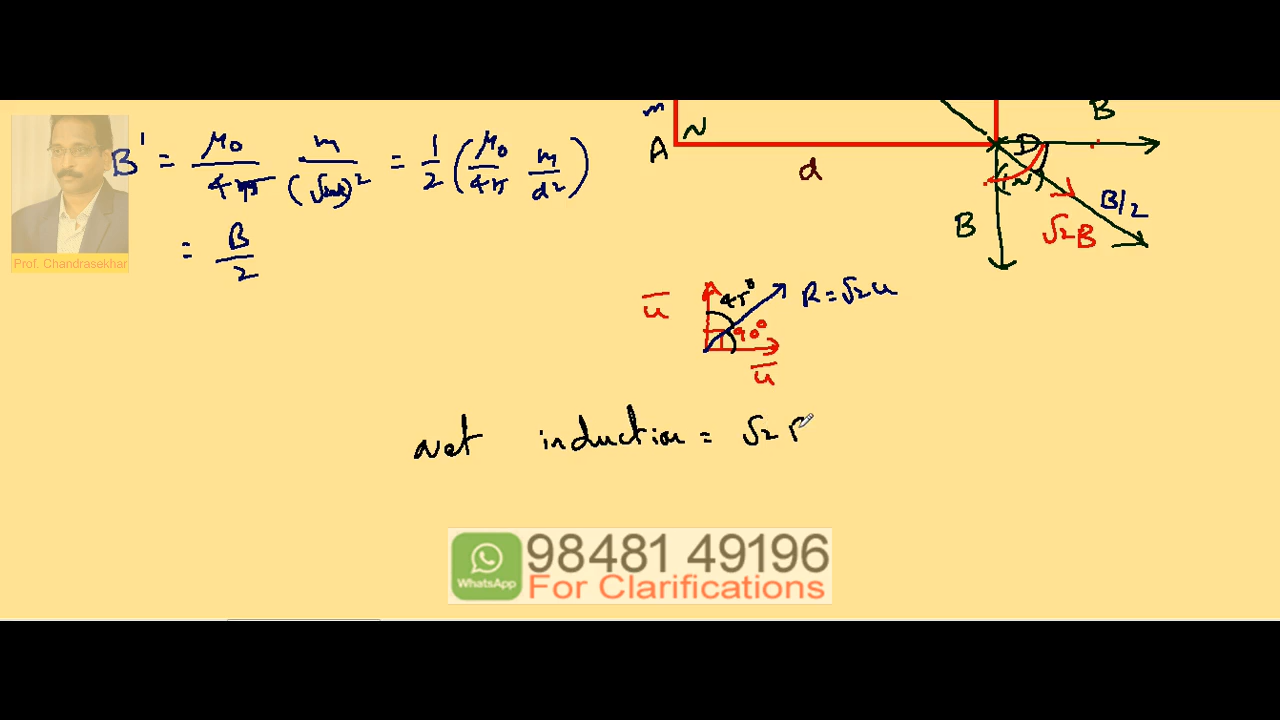 B' = μ0/4π m/(√2d)² = 1/2 (μ0/4π m/d²)
= B/2
Prof. Chandrasekhar
m
A N
d
D
(N)
B
B
B/2
√2B
u
45°
90°
R = √2u
u
Net induction = √2
98481 49196
WhatsApp
For Clarifications